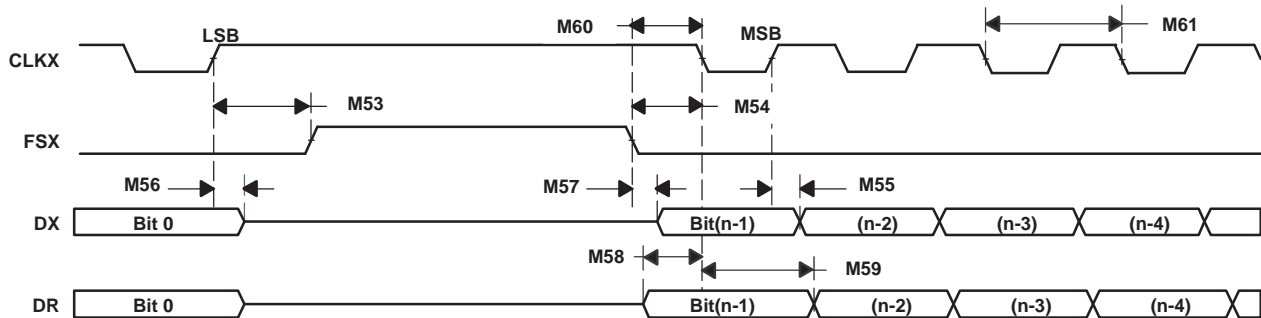 LSB M60 MSB M61
CLKX
M53 M54
FSX
M56 M57 M55
DX Bit 0 Bit(n-1) (n-2) (n-3) (n-4)
M58 M59
DR Bit 0 Bit(n-1) (n-2) (n-3) (n-4)